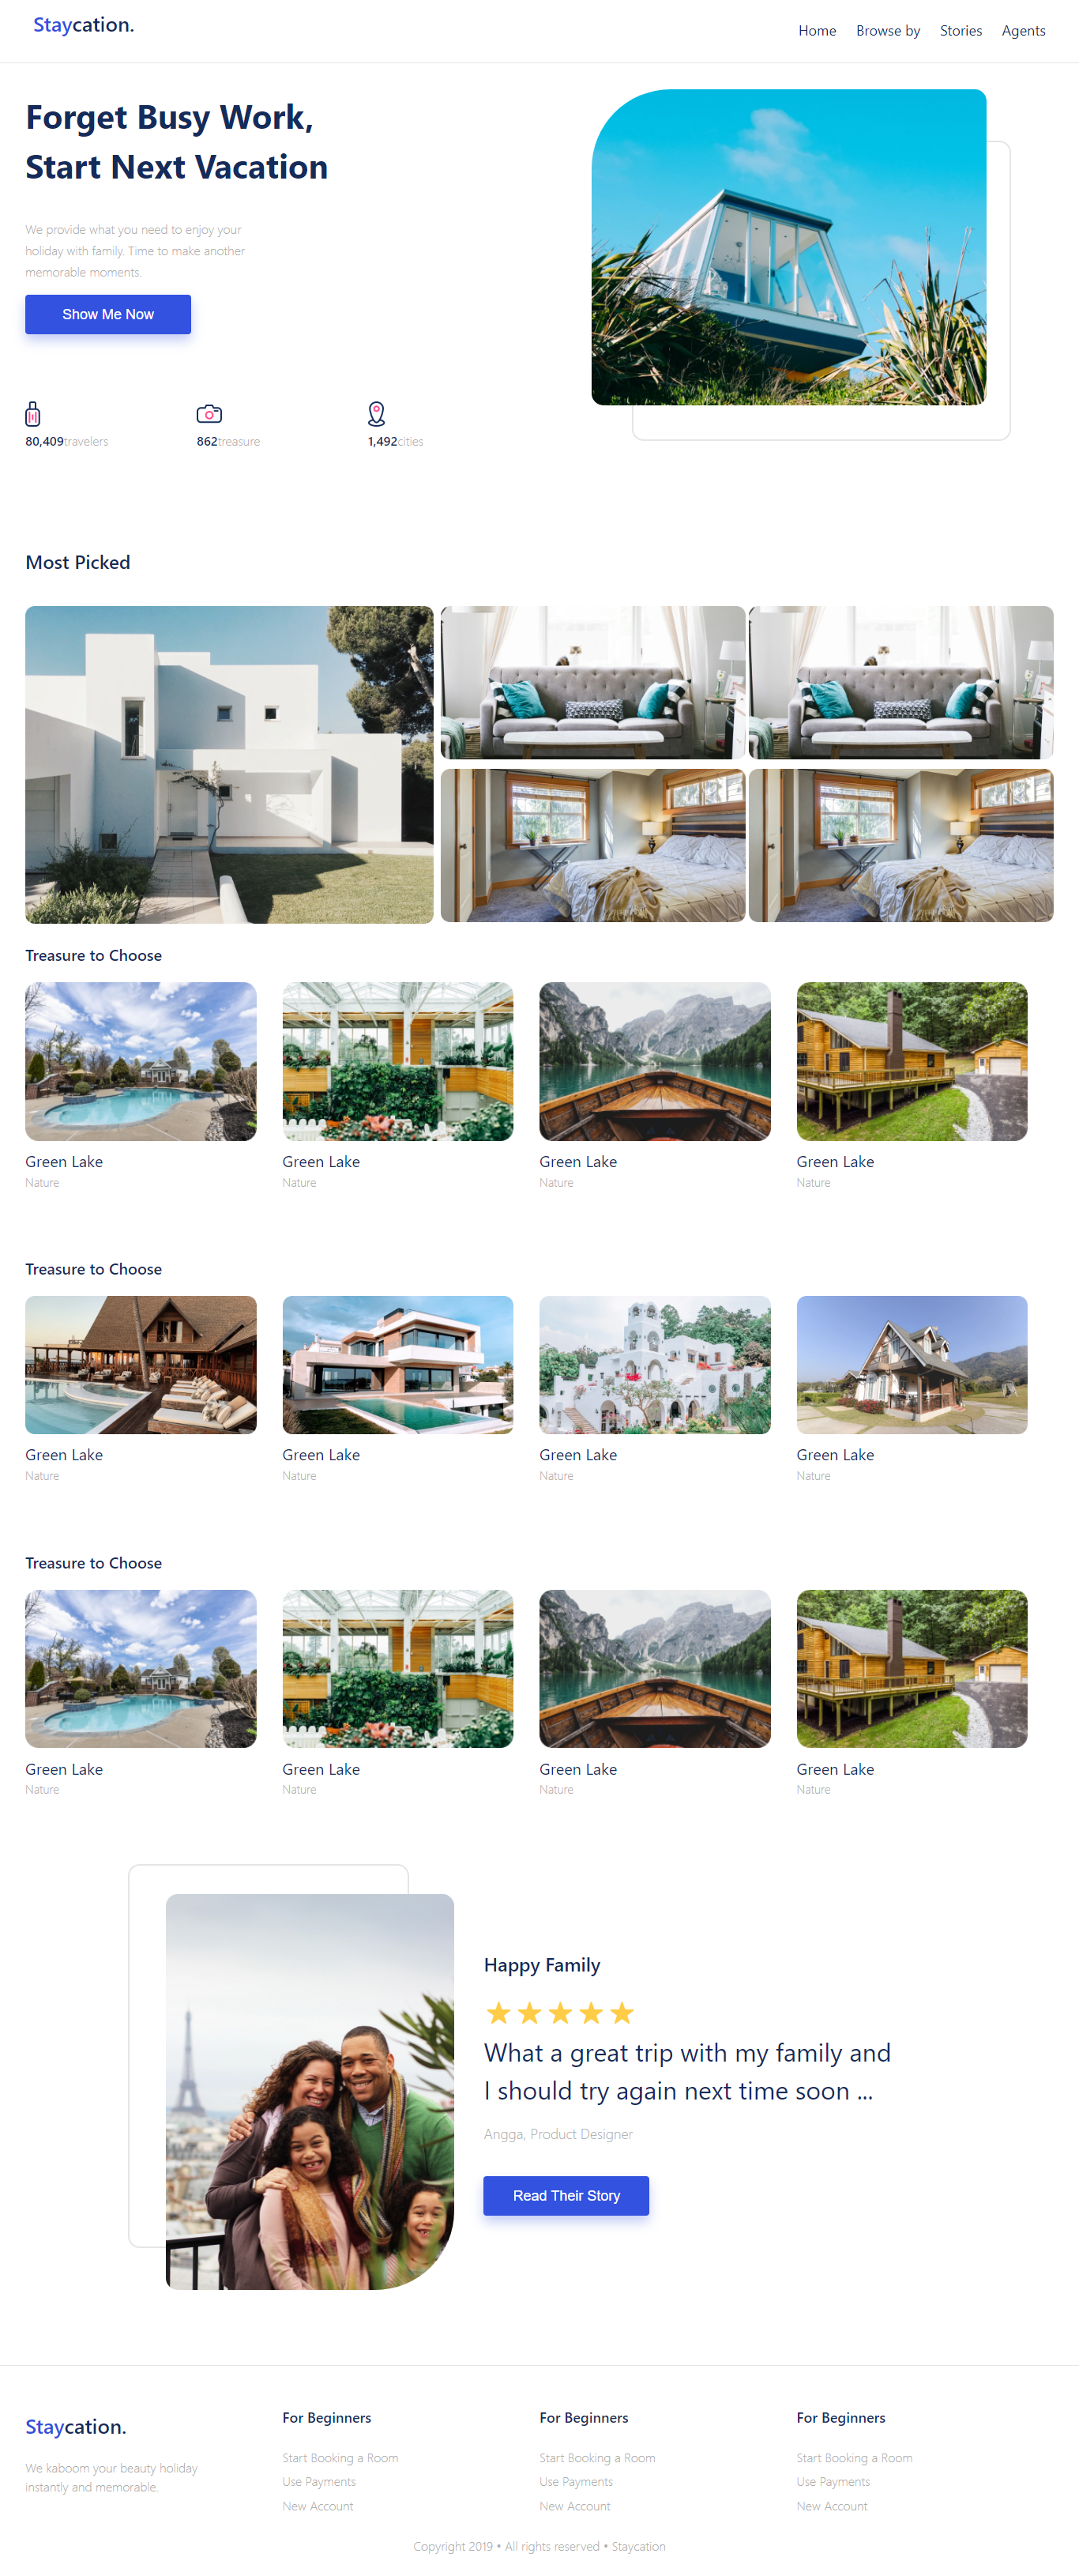 Staycation.
Home Browse by Stories Agents
Forget Busy Work,
Start Next Vacation
We provide what you need to enjoy your
holiday with family. Time to make another
memorable moments.
Show Me Now
80,409travelers
862treasure
1,492cities
Most Picked
Treasure to Choose
Green Lake
Nature
Green Lake
Nature
Green Lake
Nature
Green Lake
Nature
Treasure to Choose
Green Lake
Nature
Green Lake
Nature
Green Lake
Nature
Green Lake
Nature
Treasure to Choose
Green Lake
Nature
Green Lake
Nature
Green Lake
Nature
Green Lake
Nature
Happy Family
What a great trip with my family and
I should try again next time soon ...
Angga, Product Designer
Read Their Story
Staycation.
We kaboom your beauty holiday
instantly and memorable.
For Beginners
Start Booking a Room
Use Payments
New Account
For Beginners
Start Booking a Room
Use Payments
New Account
For Beginners
Start Booking a Room
Use Payments
New Account
Copyright 2019 • All rights reserved • Staycation